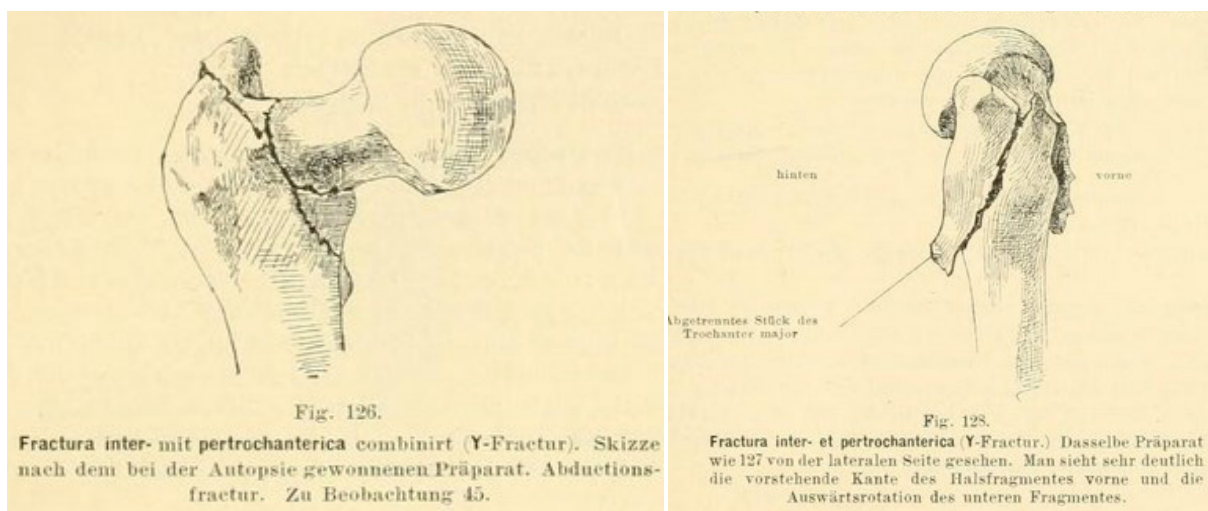 Fig. 126.
Fractura inter- mit pertrochanterica combinirt (Y-Fractur). Skizze
nach dem bei der Autopsie gewonnenen Präparat. Abductions-
fractur. Zu Beobachtung 45.
hinten
vorne
Abgetrenntes Stück des
Trochanter major
Fig. 128.
Fractura inter- et pertrochanterica (Y-Fractur.) Dasselbe Präparat
wie 127 von der lateralen Seite gesehen. Man sieht sehr deutlich
die vorstehende Kante des Halsfragmentes vorne und die
Auswärtsrotation des unteren Fragmentes.